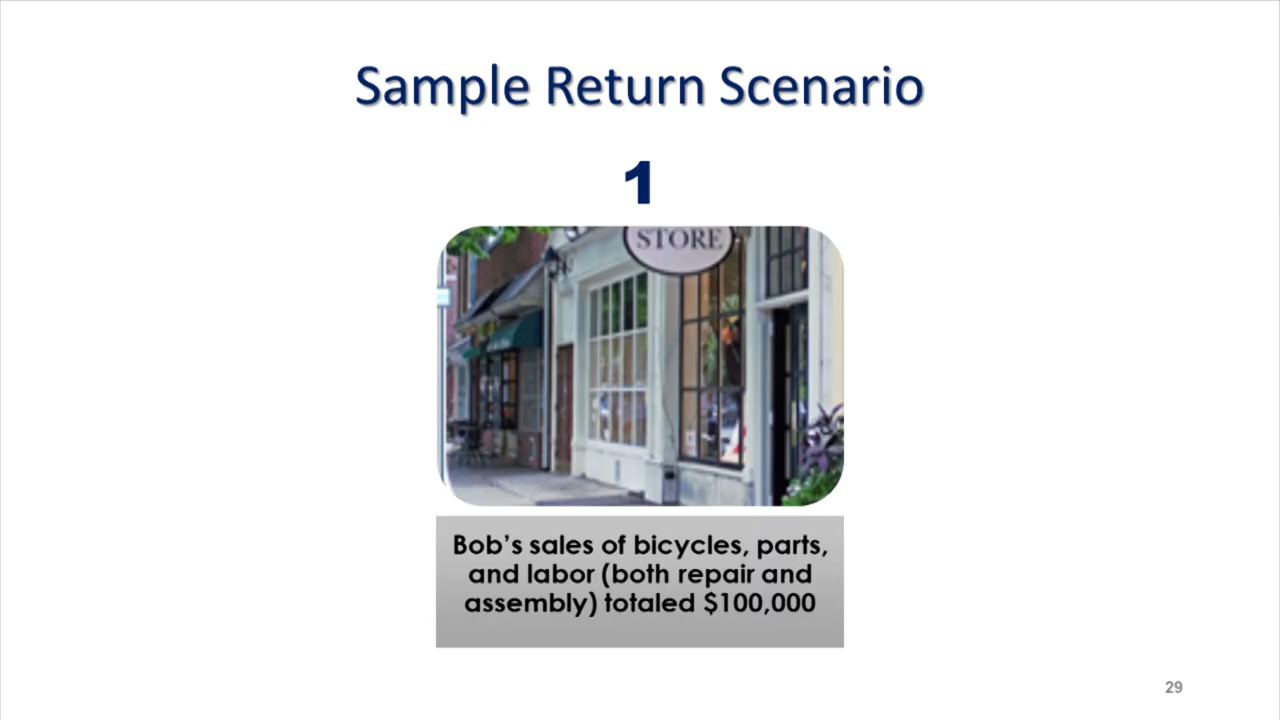 Sample Return Scenario
1
STORE
Bob’s sales of bicycles, parts,
and labor (both repair and
assembly) totaled $100,000
29